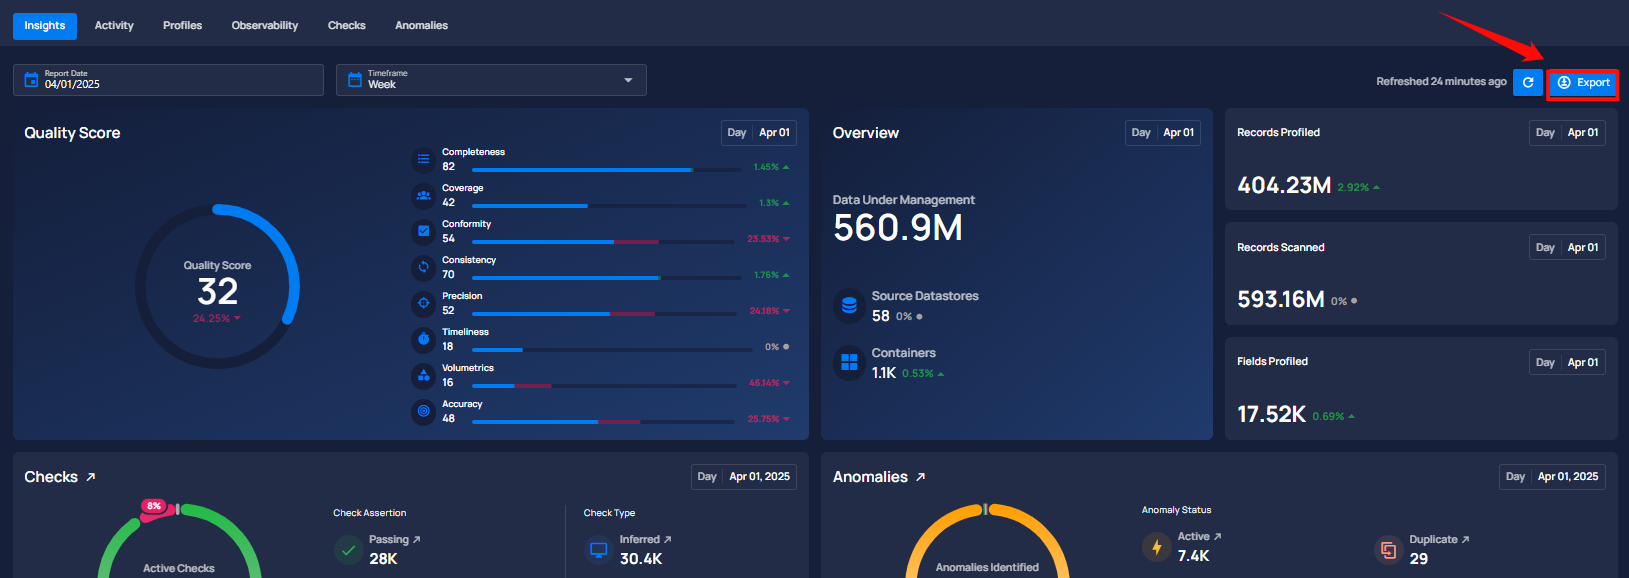 Insights Activity Profiles Observability Checks Anomalies
Report Date
04/01/2025
Timeframe
Week
Refreshed 24 minutes ago
Export
Quality Score
Day Apr 01
Quality Score
32
24.25%
Completeness
82
1.45%
Coverage
42
1.3%
Conformity
54
23.53%
Consistency
70
1.76%
Precision
52
24.18%
Timeliness
18
0%
Volumetrics
16
45.14%
Accuracy
48
25.75%
Overview
Day Apr 01
Data Under Management
560.9M
Source Datastores
58 0%
Containers
1.1K 0.53%
Records Profiled
Day Apr 01
404.23M 2.92%
Records Scanned
Day Apr 01
593.16M 0%
Fields Profiled
Day Apr 01
17.52K 0.69%
Checks
Day Apr 01, 2025
8%
Active Checks
Check Assertion
Passing
28K
Check Type
Inferred
30.4K
Anomalies
Day Apr 01, 2025
Anomalies Identified
Anomaly Status
Active
7.4K
Duplicate
29